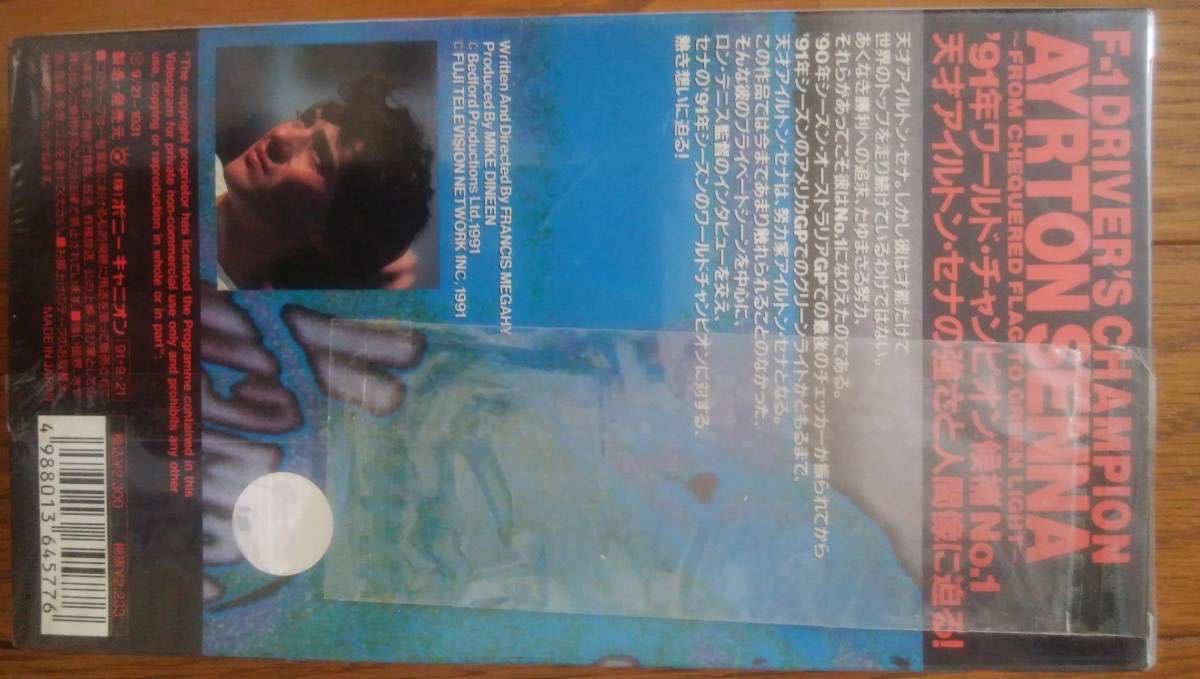 F-1 DRIVER'S CHAMPION
AYRTON SENNA
〜FROM CHEQUERED FLAG TO GREEN LIGHT〜
'91年ワールド・チャンピオン候補No.1
天才アイルトン・セナの強さと人間像に迫る!
天才アイルトン・セナ。しかし彼は才能だけで
世界のトップを走り続けているわけではない。
あくなき勝利への追求、たゆまざる努力、
それらがあってこそ彼はNo.1になりえたのである。
'90年シーズン・オーストラリアGPでの最後のチェッカーが振られてから
'91年シーズンのアメリカGPでのグリーンライトがともるまで、
天才アイルトン・セナは、努力家アイルトン・セナとなる。
この作品では今まであまり触れられることのなかった、
そんな彼のプライベートシーンを中心に、
ロン・デニス監督のインタビューを交え、
セナの'91年シーズンのワールドチャンピオンに対する、
熱き想いに迫る!
Written And Directed By FRANCIS MEGAHY
Produced By MIKE DINEEN
© Bedford Productions Ltd. 1991
© FUJI TELEVISION NETWORK INC, 1991
"The copyright proprietor has licensed the Programme contained in this
Videogram for private non-commercial use only and prohibits any other
use, copying or reproduction in whole or in part";
製造・発売元 (株)ポニーキャニオン 91・9・21
MADE IN JAPAN
税込¥2,300
税抜¥2,233
4 988013 645776